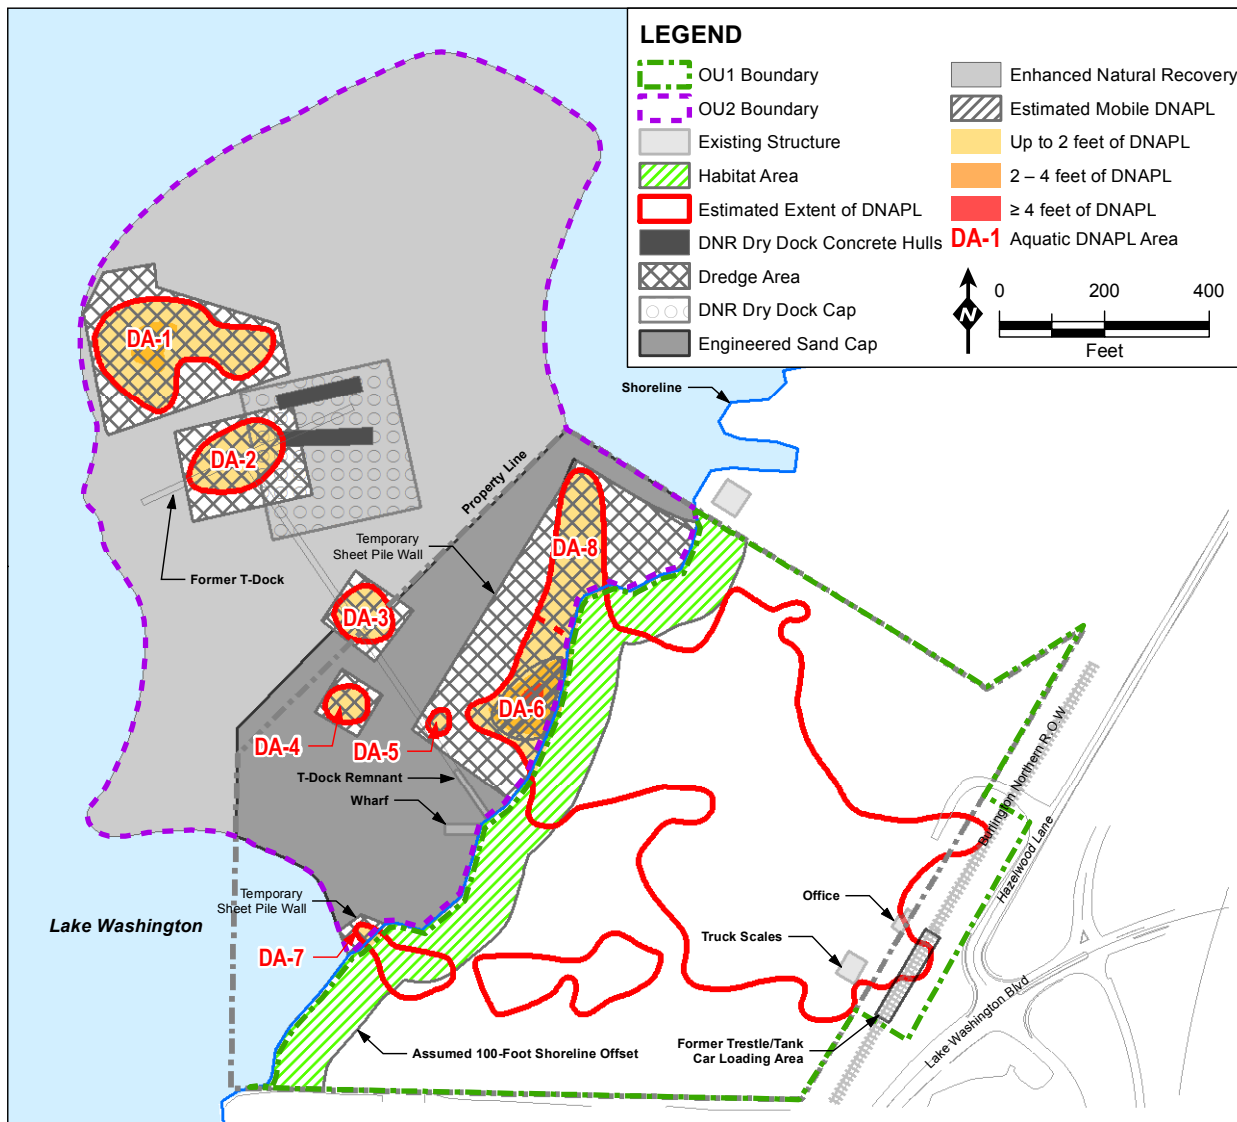 LEGEND
OU1 Boundary
OU2 Boundary
Existing Structure
Habitat Area
Estimated Extent of DNAPL
DNR Dry Dock Concrete Hulls
Dredge Area
DNR Dry Dock Cap
Engineered Sand Cap
Enhanced Natural Recovery
Estimated Mobile DNAPL
Up to 2 feet of DNAPL
2 – 4 feet of DNAPL
≥ 4 feet of DNAPL
DA-1 Aquatic DNAPL Area
N
0 200 400
Feet
Shoreline
DA-1
DA-2
Property Line
Temporary
Sheet Pile Wall
DA-8
Former T-Dock
DA-3
DA-6
DA-4
DA-5
T-Dock Remnant
Wharf
Burlington Northern R.O.W
Hazelwood Lane
Temporary
Sheet Pile Wall
Office
Lake Washington
Truck Scales
DA-7
Lake Washington Blvd
Assumed 100-Foot Shoreline Offset
Former Trestle/Tank
Car Loading Area